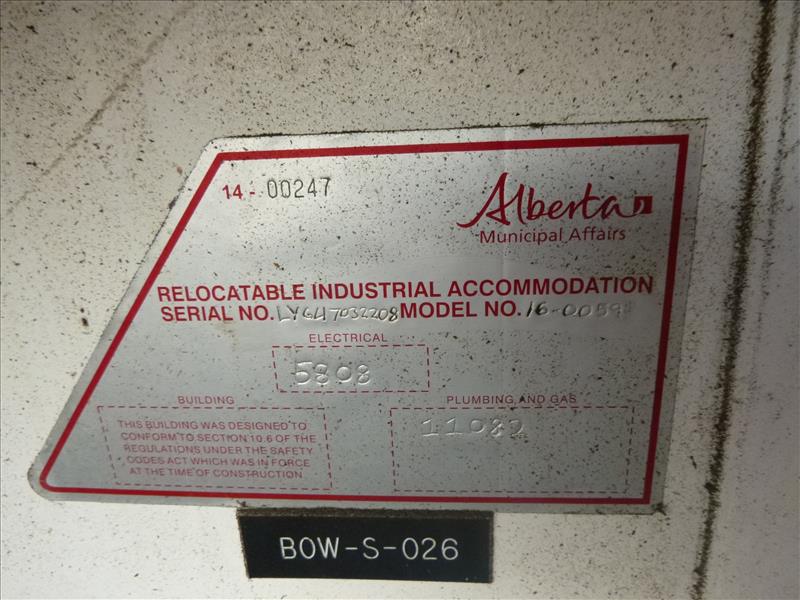 14 - 00247
Alberta
Municipal Affairs
RELOCATABLE INDUSTRIAL ACCOMMODATION
SERIAL NO. LY647032208 MODEL NO.
ELECTRICAL
5808
BUILDING
THIS BUILDING WAS DESIGNED TO
CONFORM TO SECTION 10.6 OF THE
REGULATIONS UNDER THE SAFETY
CODES ACT WHICH WAS IN FORCE
AT THE TIME OF CONSTRUCTION
PLUMBING AND GAS
11082
BOW-S-026